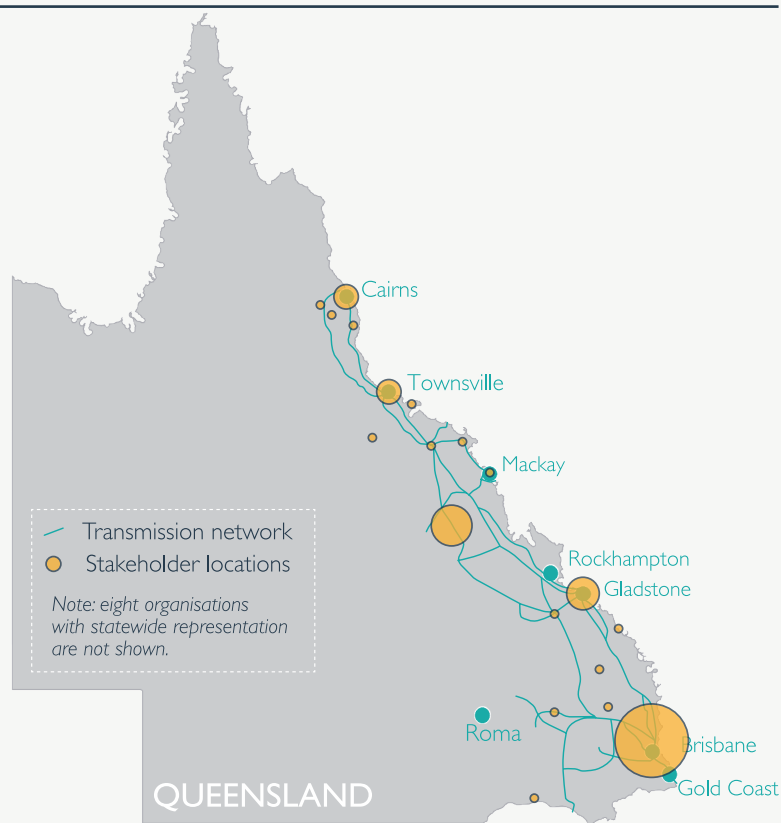 Cairns
Townsville
Mackay
Transmission network
Stakeholder locations
Note: eight organisations
with statewide representation
are not shown.
Rockhampton
Gladstone
Roma
Brisbane
Gold Coast
QUEENSLAND